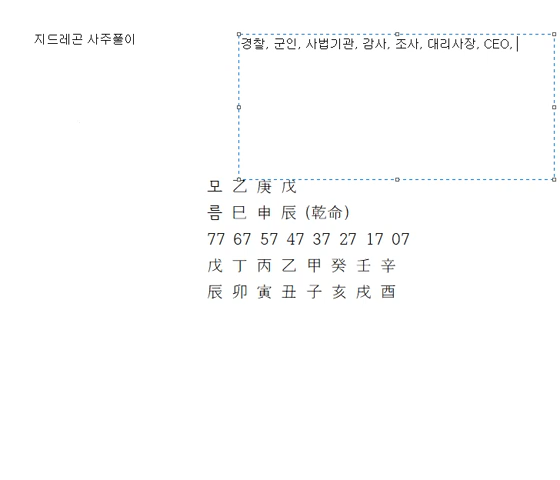 지드레곤 사주풀이
경찰, 군인, 사법기관, 감사, 조사, 대리사장, CEO,
모 乙 庚 戊
름 巳 申 辰 (乾命)
77 67 57 47 37 27 17 07
戊 丁 丙 乙 甲 癸 壬 辛
辰 卯 寅 丑 子 亥 戌 酉